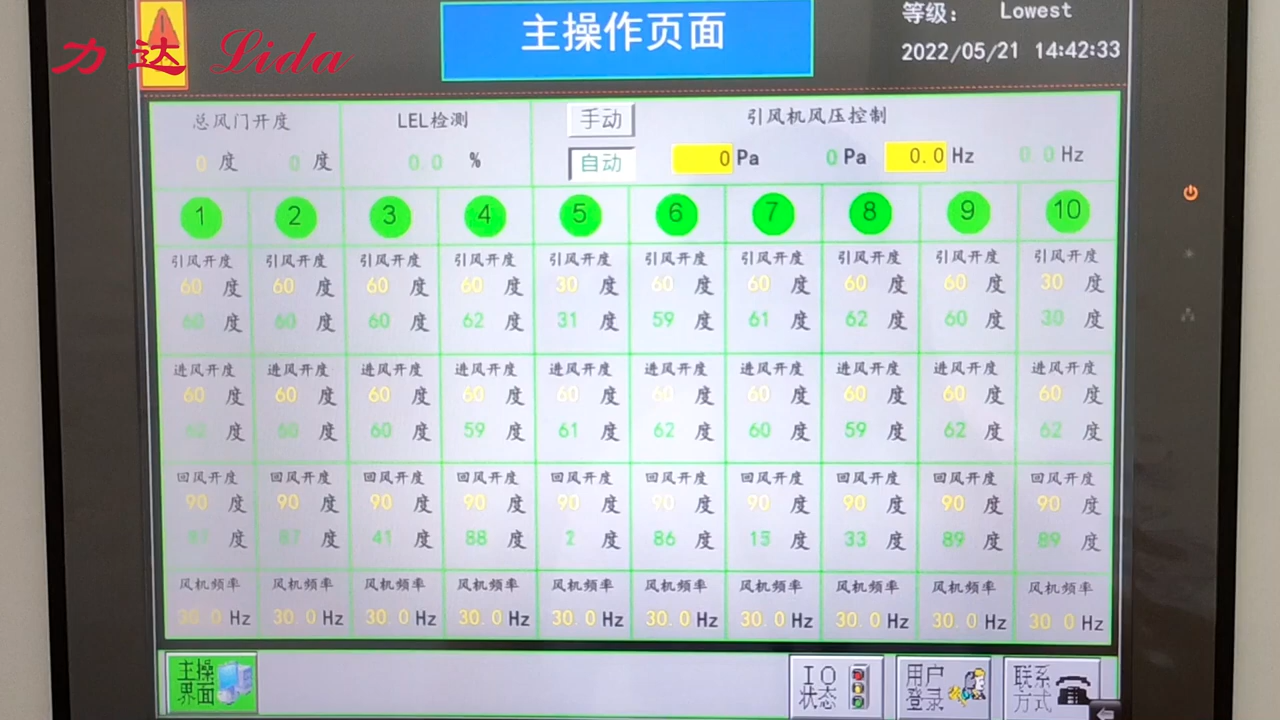 力达 Lida
主操作页面
等级： Lowest
2022/05/21 14:42:33
总风门开度 LEL检测 手动 引风机风压控制
0 度 0 度 0.0 % 自动 0 Pa 0 Pa 0.0 Hz 0.0 Hz
1 2 3 4 5 6 7 8 9 10
引风开度 引风开度 引风开度 引风开度 引风开度 引风开度 引风开度 引风开度 引风开度 引风开度
60 度 60 度 60 度 60 度 30 度 60 度 60 度 60 度 60 度 30 度
60 度 60 度 60 度 62 度 31 度 59 度 61 度 62 度 60 度 30 度
进风开度 进风开度 进风开度 进风开度 进风开度 进风开度 进风开度 进风开度 进风开度 进风开度
60 度 60 度 60 度 60 度 60 度 60 度 60 度 60 度 60 度 60 度
度 60 度 60 度 59 度 61 度 62 度 60 度 59 度 62 度 62 度
回风开度 回风开度 回风开度 回风开度 回风开度 回风开度 回风开度 回风开度 回风开度 回风开度
90 度 90 度 90 度 90 度 90 度 90 度 90 度 90 度 90 度 90 度
度 87 度 41 度 88 度 2 度 86 度 15 度 33 度 89 度 89 度
风机频率 风机频率 风机频率 风机频率 风机频率 风机频率 风机频率 风机频率 风机频率 风机频率
30.0 Hz 30.0 Hz 30.0 Hz 30.0 Hz 30.0 Hz 30.0 Hz 30.0 Hz 30.0 Hz 30.0 Hz 30.0 Hz
主操 IO 用户 联系
界面 状态 登录 方式